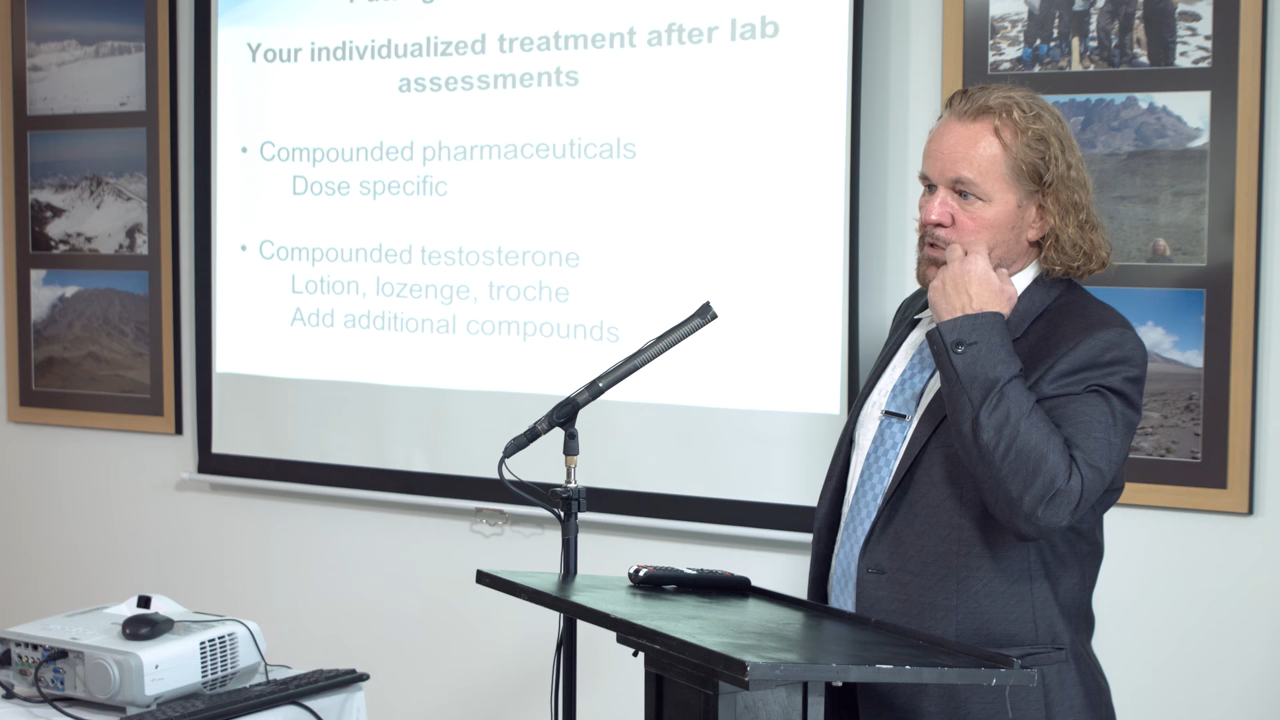 Your individualized treatment after lab
assessments
• Compounded pharmaceuticals
Dose specific
• Compounded testosterone
Lotion, lozenge, troche
Add additional compounds